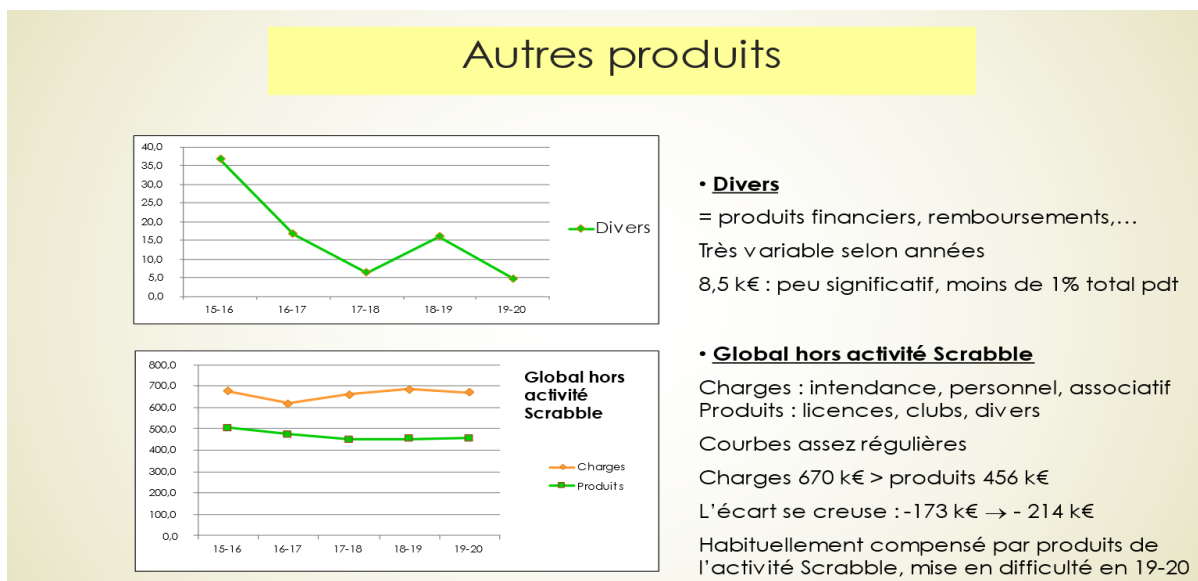 Autres produits
40,0
35,0
30,0
25,0
20,0
15,0
10,0
5,0
0,0
15-16 16-17 17-18 18-19 19-20
Divers
• Divers
= produits financiers, remboursements,…
Très variable selon années
8,5 k€ : peu significatif, moins de 1% total pdt
800,0
700,0
600,0
500,0
400,0
300,0
200,0
100,0
0,0
15-16 16-17 17-18 18-19 19-20
Global hors
activité
Scrabble
Charges
Produits
• Global hors activité Scrabble
Charges : intendance, personnel, associatif
Produits : licences, clubs, divers
Courbes assez régulières
Charges 670 k€ > produits 456 k€
L’écart se creuse : -173 k€ → - 214 k€
Habituellement compensé par produits de
l’activité Scrabble, mise en difficulté en 19-20